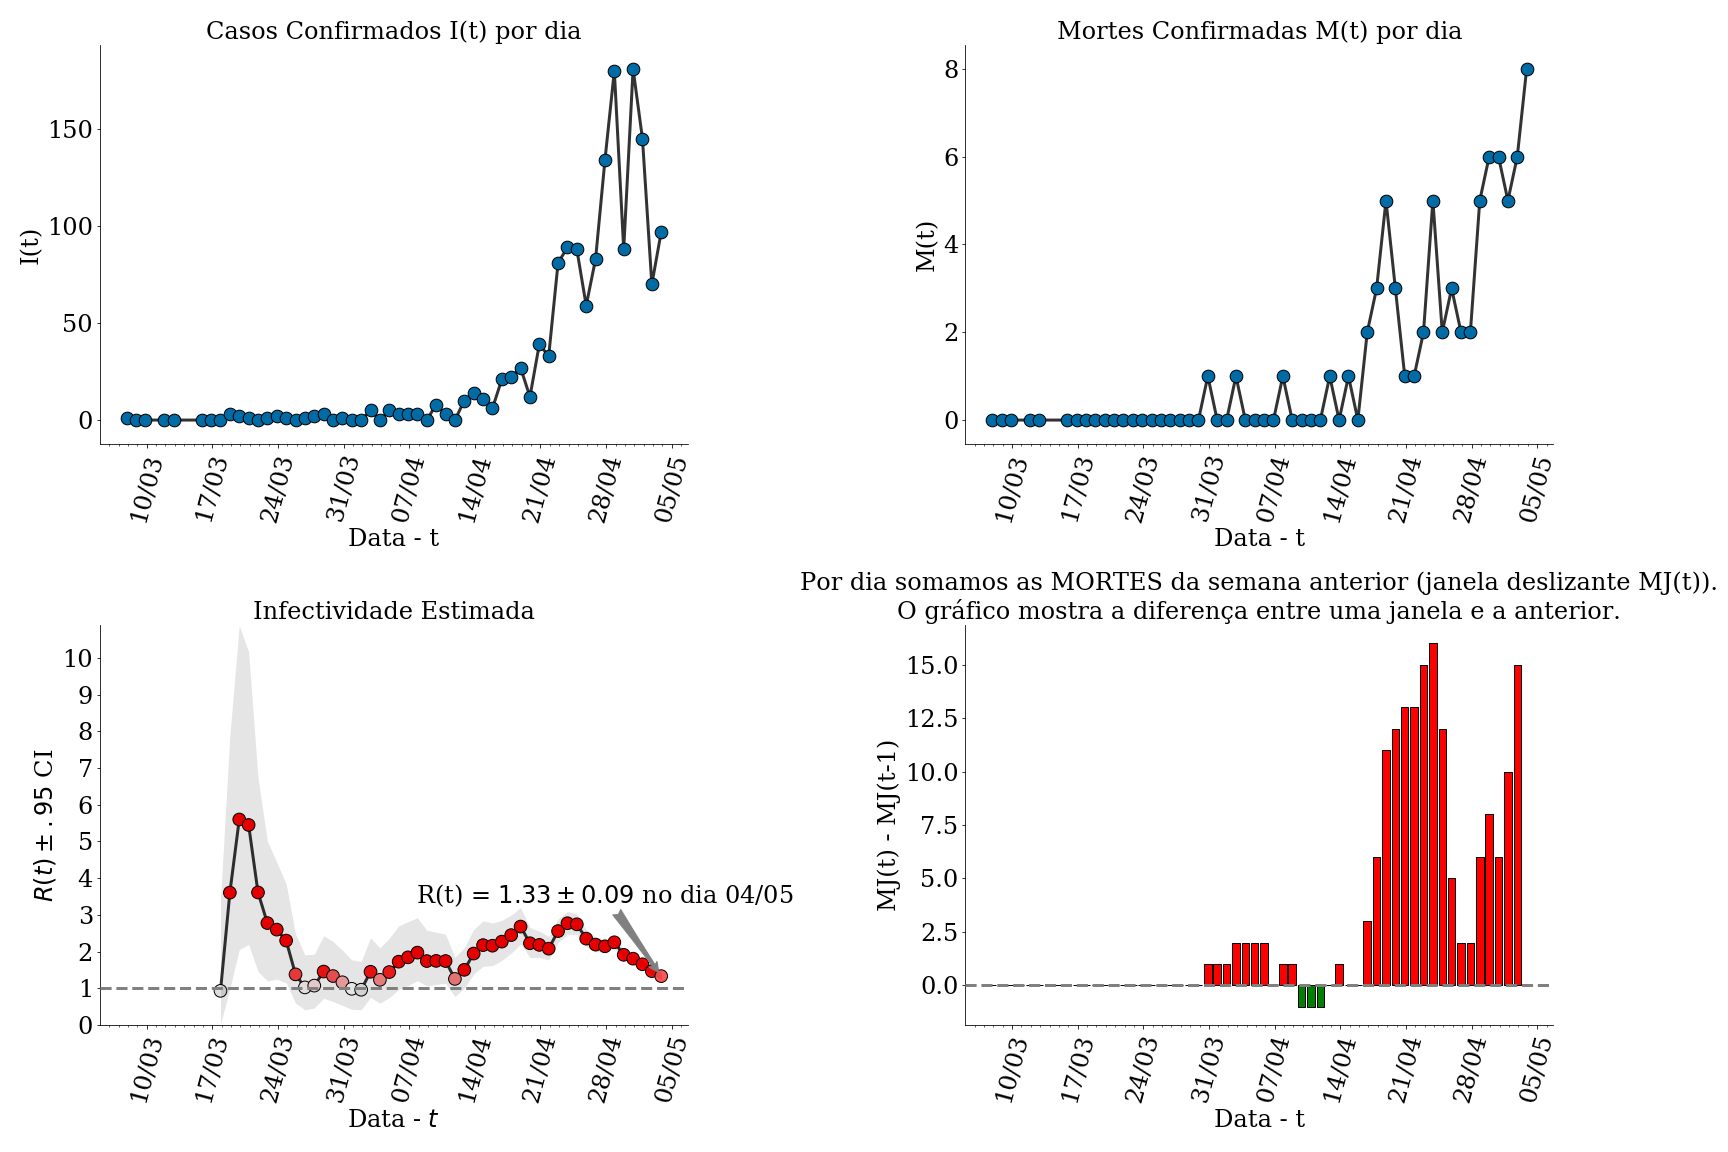 Casos Confirmados I(t) por dia
I(t)
150
100
50
0
10/03 17/03 24/03 31/03 07/04 14/04 21/04 28/04 05/05
Data - t
Mortes Confirmadas M(t) por dia
M(t)
8
6
4
2
0
10/03 17/03 24/03 31/03 07/04 14/04 21/04 28/04 05/05
Data - t
Infectividade Estimada
R(t) ± .95 CI
10
9
8
7
6
5
4
3
2
1
0
R(t) = 1.33 ± 0.09 no dia 04/05
10/03 17/03 24/03 31/03 07/04 14/04 21/04 28/04 05/05
Data - t
Por dia somamos as MORTES da semana anterior (janela deslizante MJ(t)).
O gráfico mostra a diferença entre uma janela e a anterior.
MJ(t) - MJ(t-1)
15.0
12.5
10.0
7.5
5.0
2.5
0.0
10/03 17/03 24/03 31/03 07/04 14/04 21/04 28/04 05/05
Data - t